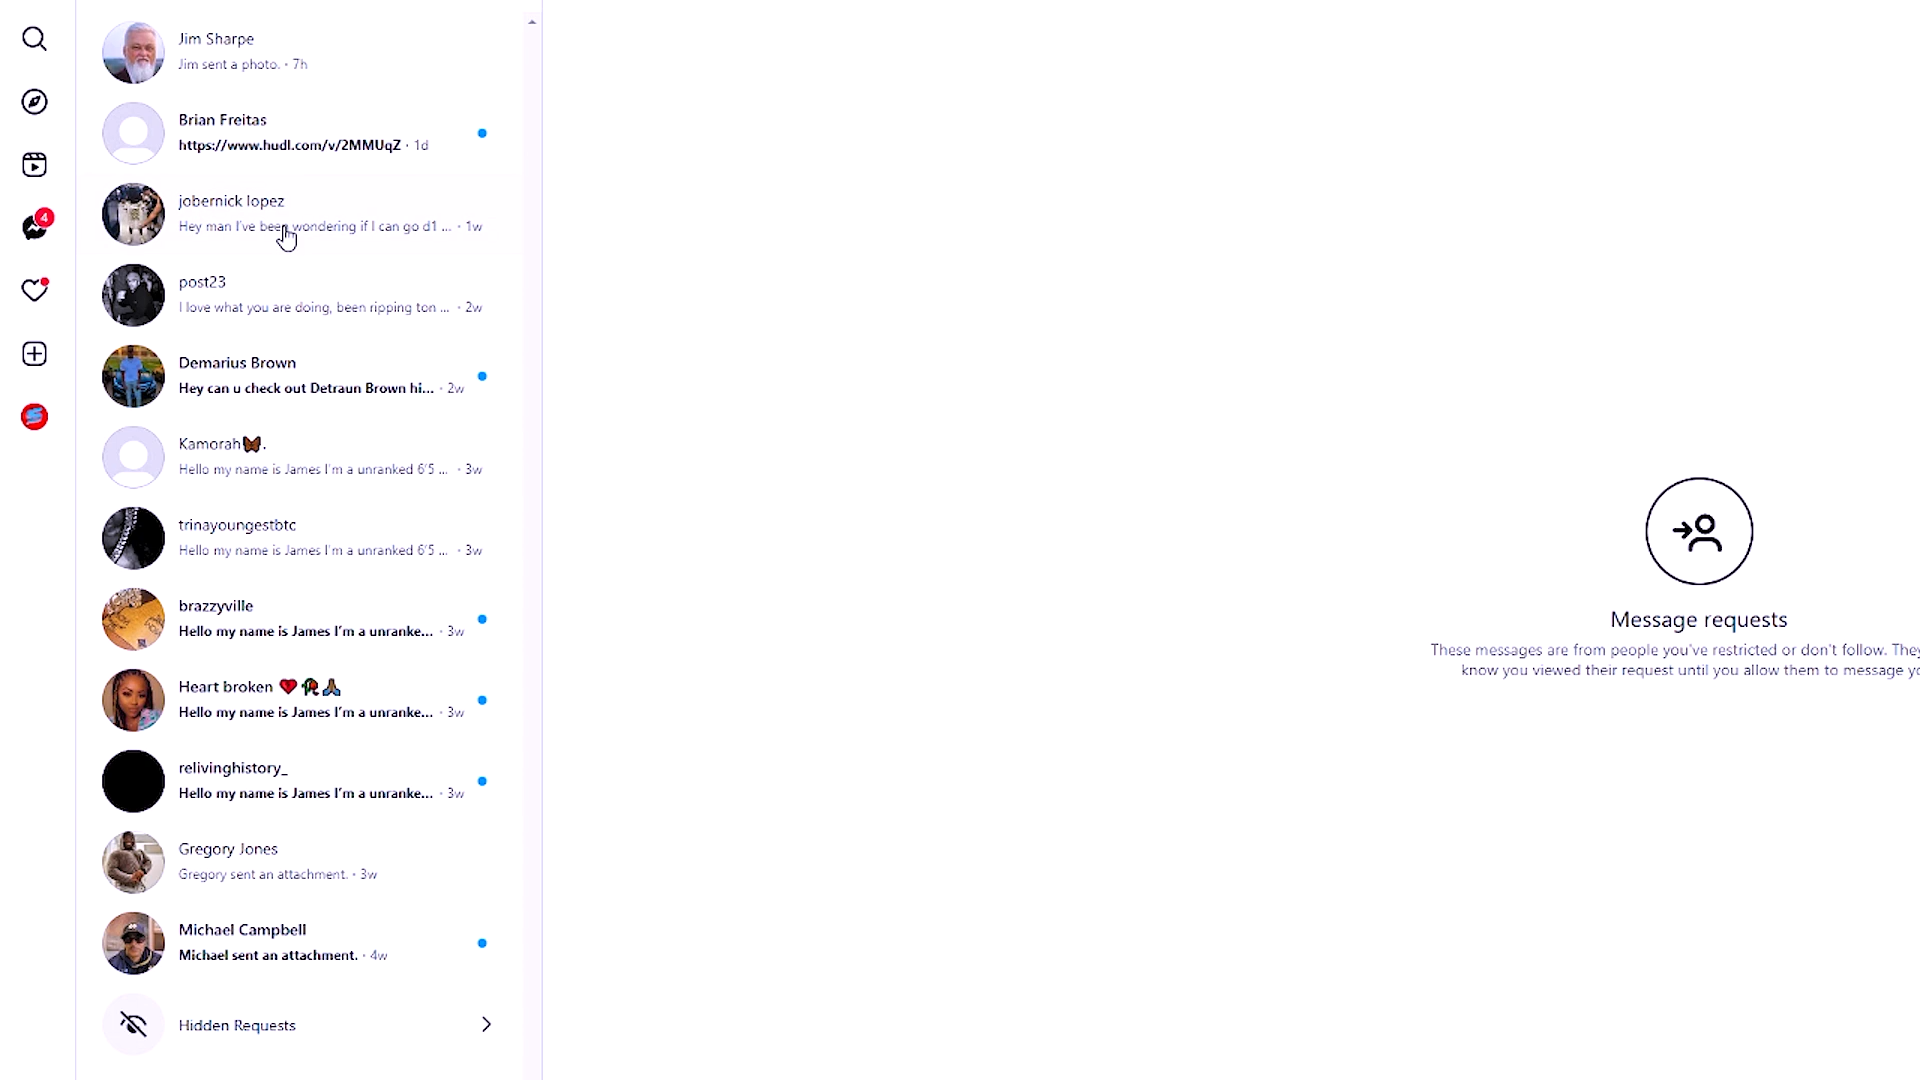 Jim Sharpe
Jim sent a photo. · 7h
Brian Freitas
https://www.hudl.com/v/2MMUqZ · 1d
jobernick lopez
Hey man I've been wondering if I can go d1 ... · 1w
4
post23
I love what you are doing, been ripping ton ... · 2w
Demarius Brown
Hey can u check out Detraun Brown hi... · 2w
Kamorah🦋.
Hello my name is James I'm a unranked 6'5 ... · 3w
trinayoungestbtc
Hello my name is James I'm a unranked 6'5 ... · 3w
brazzyville
Hello my name is James I'm a unranke... · 3w
Heart broken 💔🥀🙏🏾
Hello my name is James I'm a unranke... · 3w
relivinghistory_
Hello my name is James I'm a unranke... · 3w
Gregory Jones
Gregory sent an attachment. · 3w
Michael Campbell
Michael sent an attachment. · 4w
Hidden Requests
Message requests
These messages are from people you've restricted or don't follow. They
know you viewed their request until you allow them to message